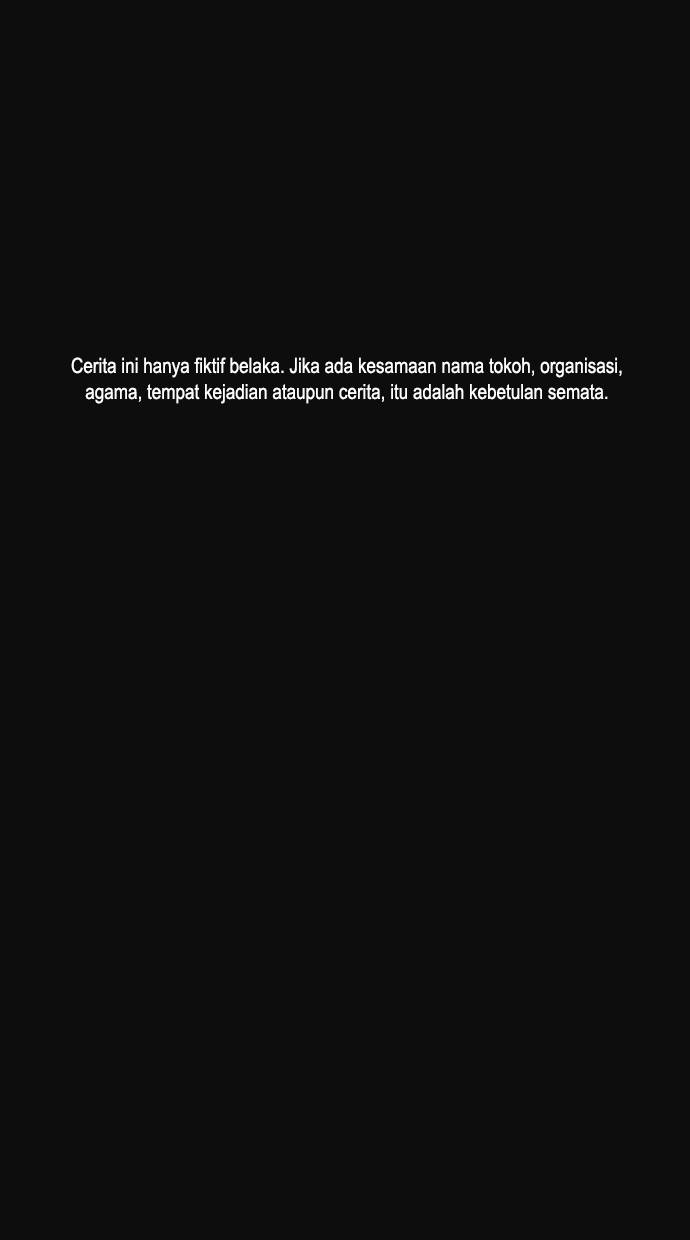 Cerita ini hanya fiktif belaka. Jika ada kesamaan nama tokoh, organisasi,
agama, tempat kejadian ataupun cerita, itu adalah kebetulan semata.